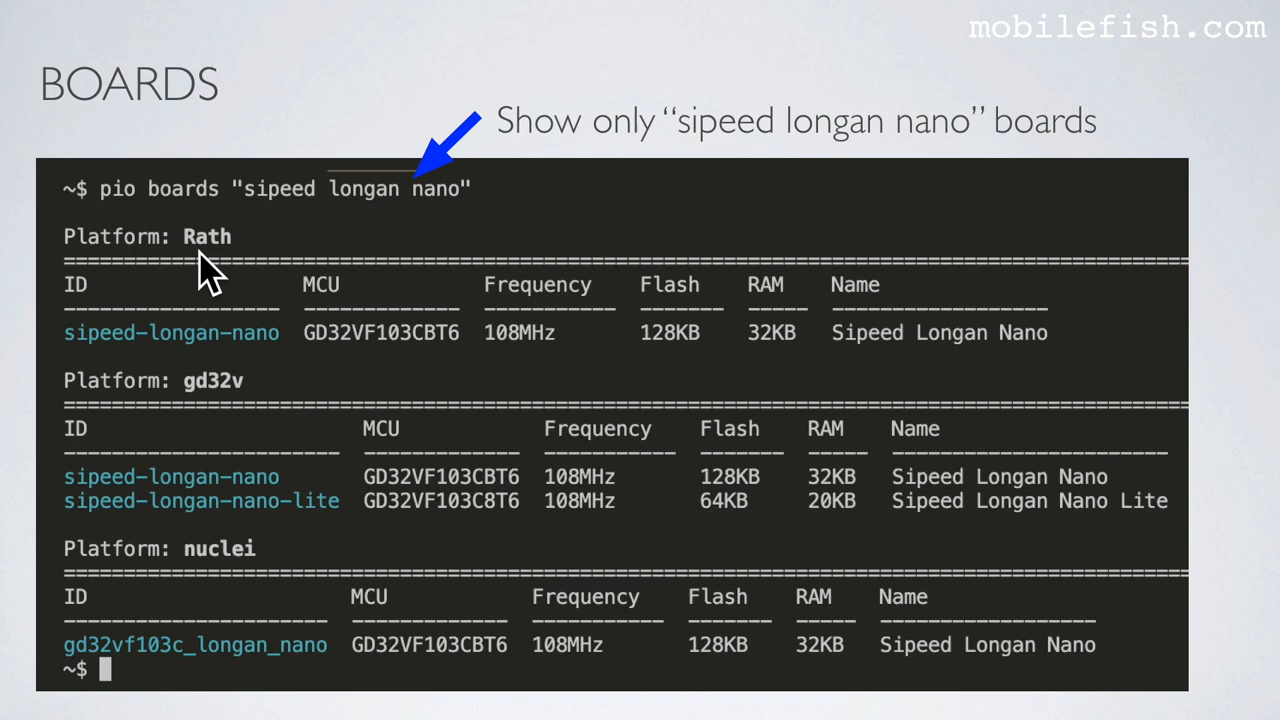 mobilefish.com
BOARDS
Show only “sipeed longan nano” boards
~$ pio boards "sipeed longan nano"
Platform: Rath
ID MCU Frequency Flash RAM Name
sipeed-longan-nano GD32VF103CBT6 108MHz 128KB 32KB Sipeed Longan Nano
Platform: gd32v
ID MCU Frequency Flash RAM Name
sipeed-longan-nano GD32VF103CBT6 108MHz 128KB 32KB Sipeed Longan Nano
sipeed-longan-nano-lite GD32VF103C8T6 108MHz 64KB 20KB Sipeed Longan Nano Lite
Platform: nuclei
ID MCU Frequency Flash RAM Name
gd32vf103c_longan_nano GD32VF103CBT6 108MHz 128KB 32KB Sipeed Longan Nano
~$